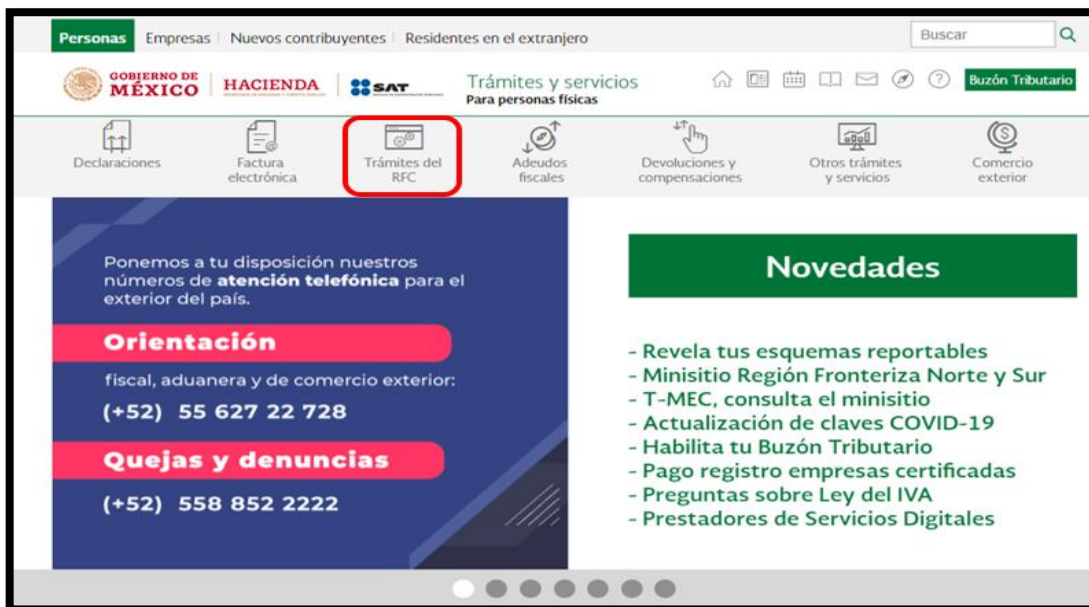 Personas Empresas Nuevos contribuyentes Residentes en el extranjero Buscar
GOBIERNO DE
MÉXICO
HACIENDA
SAT
Trámites y servicios
Para personas físicas
Buzón Tributario
Declaraciones
Factura
electrónica
Trámites del
RFC
Adeudos
fiscales
Devoluciones y
compensaciones
Otros trámites
y servicios
Comercio
exterior
Ponemos a tu disposición nuestros
números de atención telefónica para el
exterior del país.
Orientación
fiscal, aduanera y de comercio exterior:
(+52) 55 627 22 728
Quejas y denuncias
(+52) 558 852 2222
Novedades
- Revela tus esquemas reportables
- Minisitio Región Fronteriza Norte y Sur
- T-MEC, consulta el minisitio
- Actualización de claves COVID-19
- Habilita tu Buzón Tributario
- Pago registro empresas certificadas
- Preguntas sobre Ley del IVA
- Prestadores de Servicios Digitales